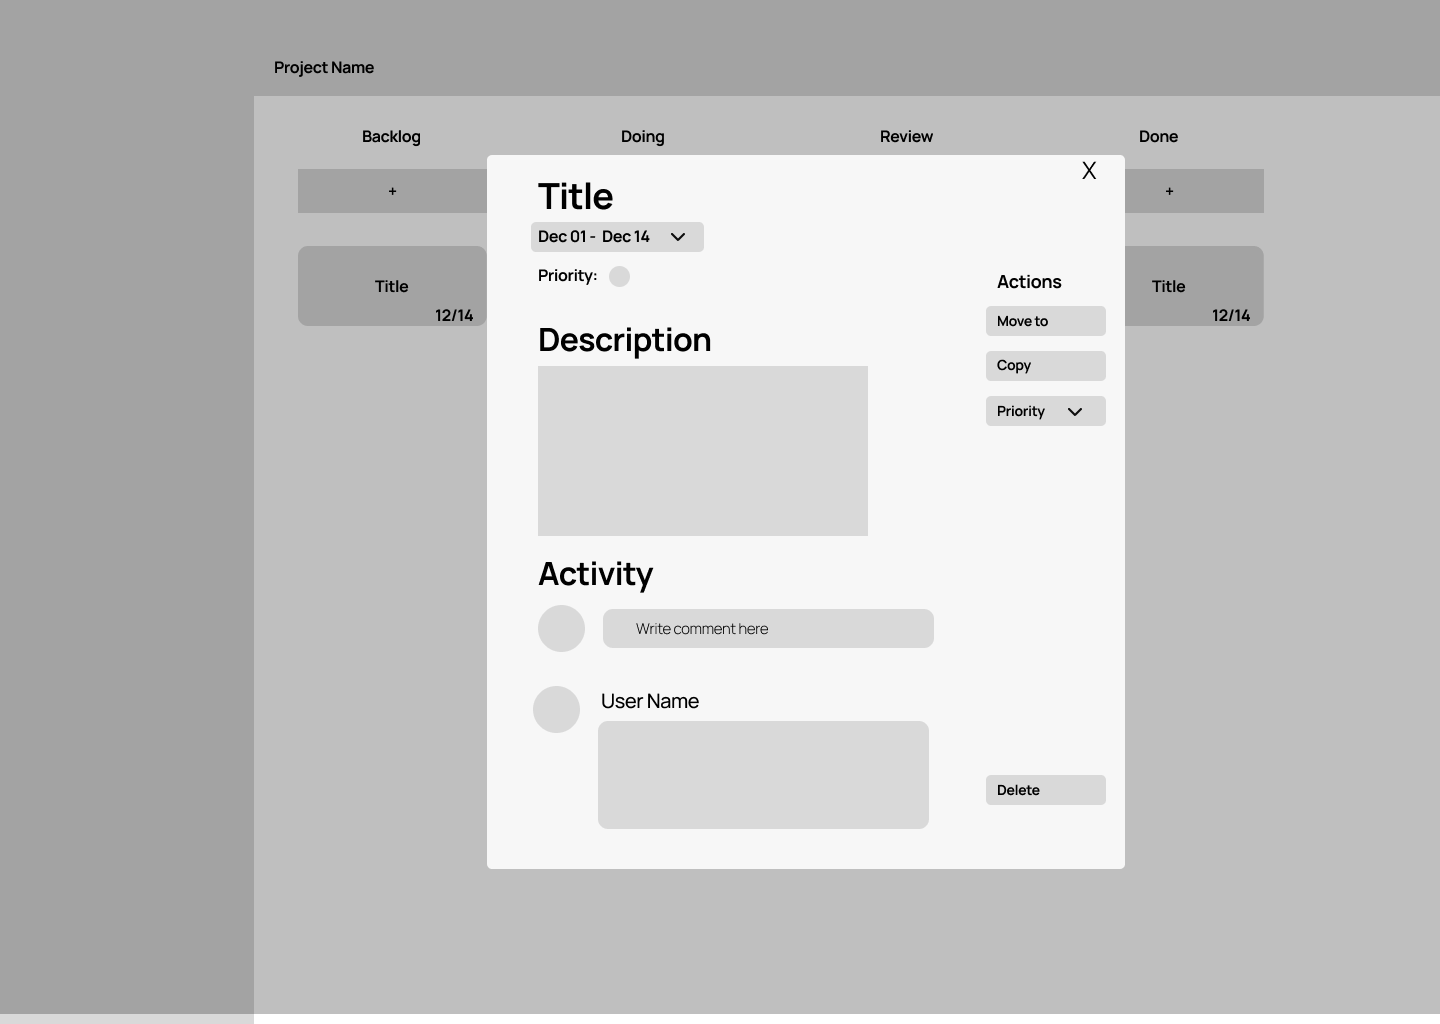 Project Name
Backlog
Doing
Review
Done
+
+
Title
12/14
Title
12/14
X
Title
Dec 01 - Dec 14
Priority:
Description
Activity
Write comment here
User Name
Actions
Move to
Copy
Priority
Delete